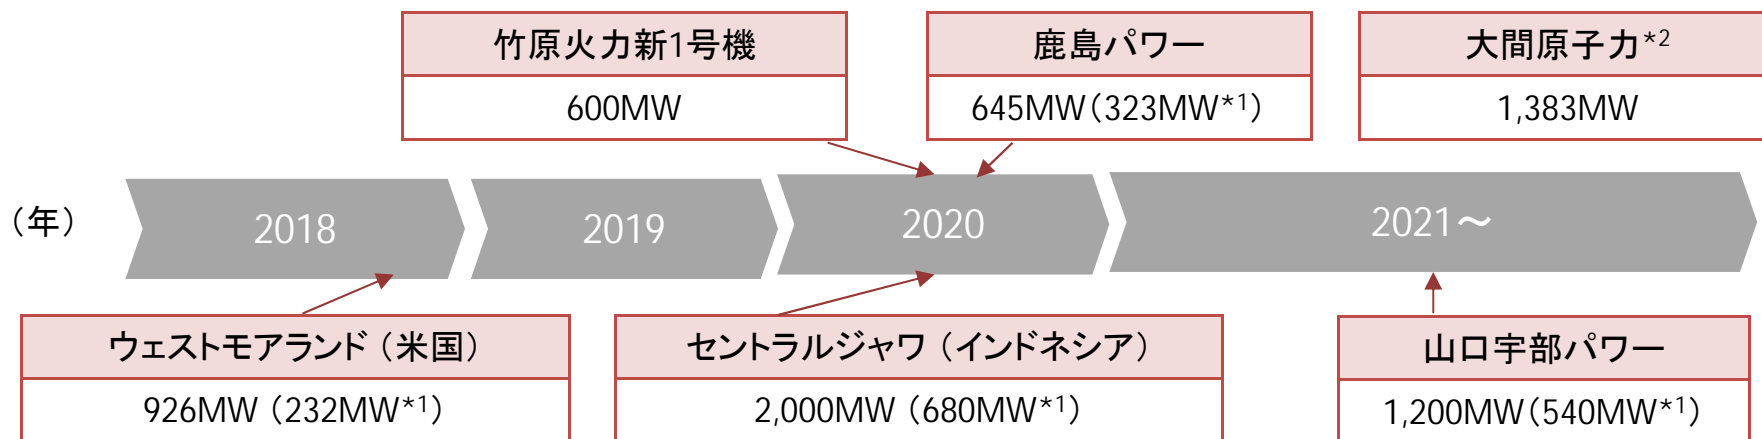 竹原火力新1号機
600MW
鹿島パワー
645MW(323MW*1)
大間原子力*2
1,383MW
（年）
2018
2019
2020
2021～
ウェストモアランド（米国）
926MW (232MW*1)
セントラルジャワ（インドネシア）
2,000MW (680MW*1)
山口宇部パワー
1,200MW(540MW*1)